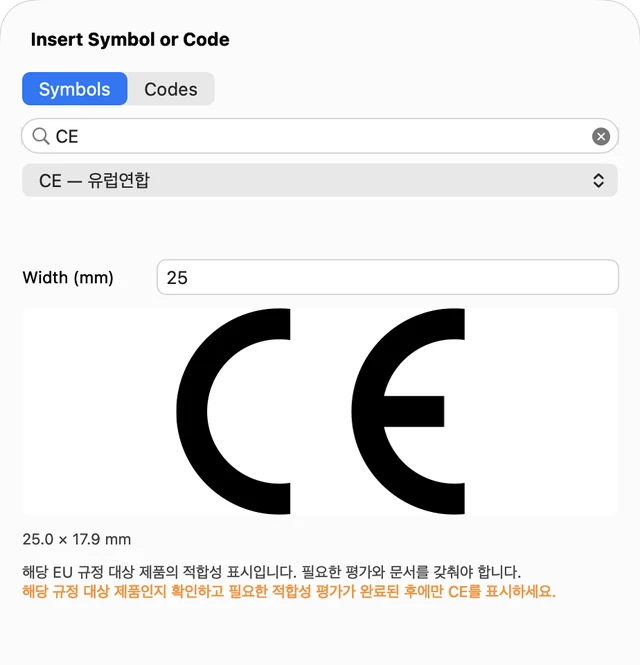 Insert Symbol or Code
Symbols Codes
CE
CE — 유럽연합
Width (mm) 25
CE
25.0 × 17.9 mm
해당 EU 규정 대상 제품의 적합성 표시입니다. 필요한 평가와 문서를 갖춰야 합니다.
해당 규정 대상 제품인지 확인하고 필요한 적합성 평가가 완료된 후에만 CE를 표시하세요.